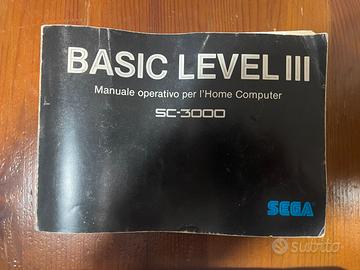 BASIC LEVEL III
Manuale operativo per l'Home Computer
SC-3000
SEGA
subito